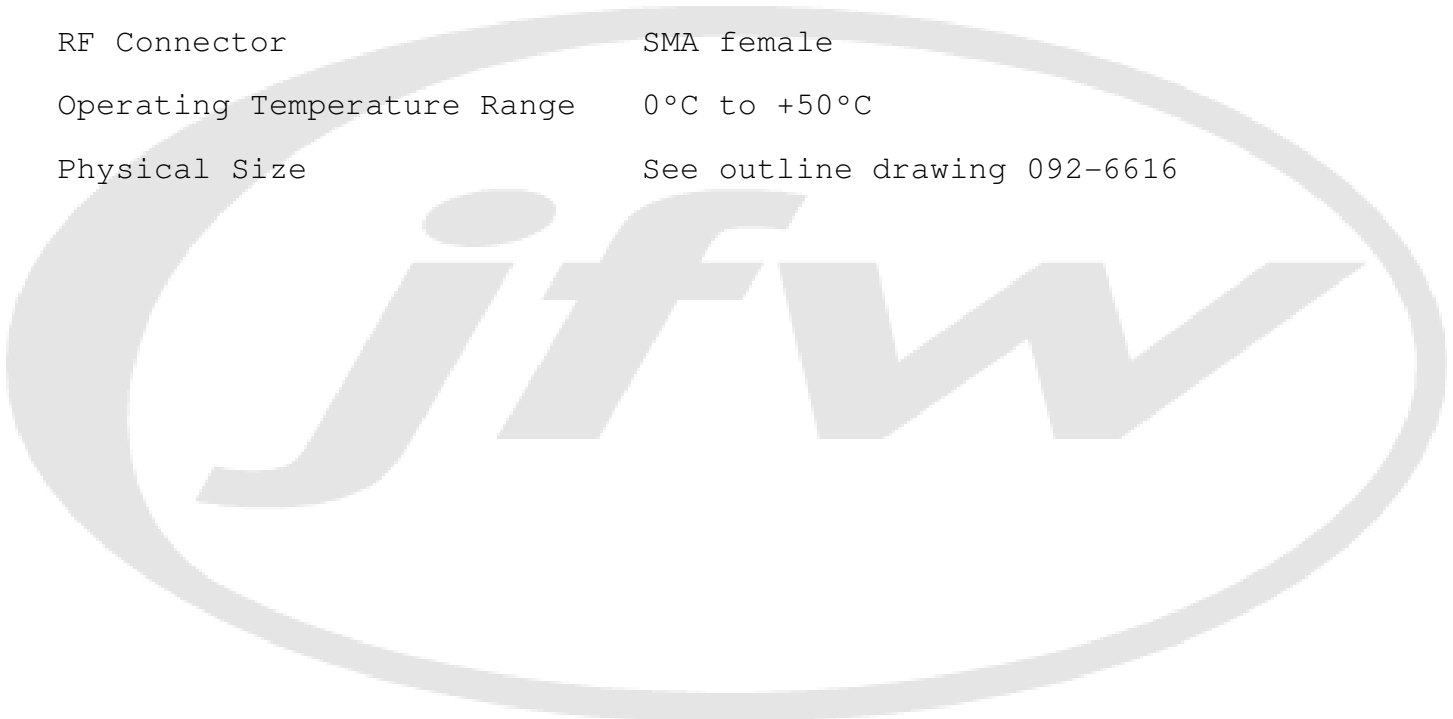 RF Connector SMA female
Operating Temperature Range 0°C to +50°C
Physical Size See outline drawing 092-6616
jfw